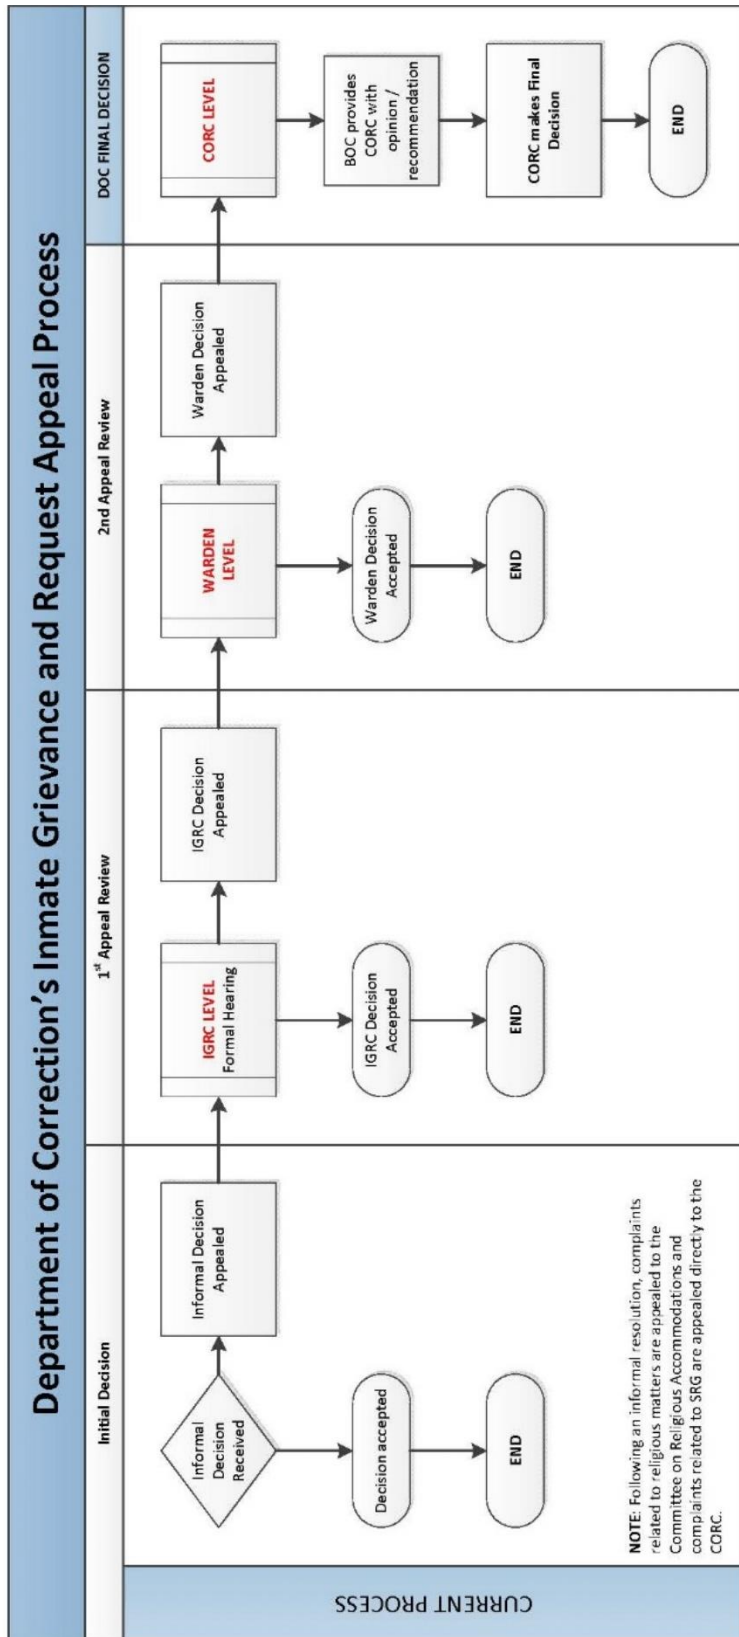 Department of Correction's Inmate Grievance and Request Appeal Process
Initial Decision
1st Appeal Review
2nd Appeal Review
DOC FINAL DECISION
CURRENT PROCESS
Informal
Decision
Received
Informal Decision
Appealed
Decision accepted
END
NOTE: Following an informal resolution, complaints
related to religious matters are appealed to the
Committee on Religious Accommodations and
complaints related to SRG are appealed directly to the
CORC.
IGRC LEVEL
Formal Hearing
IGRC Decision
Appealed
IGRC Decision
Accepted
END
WARDEN
LEVEL
Warden Decision
Appealed
Warden Decision
Accepted
END
CORC LEVEL
BOC provides
CORC with
opinion /
recommendation
CORC makes Final
Decision
END